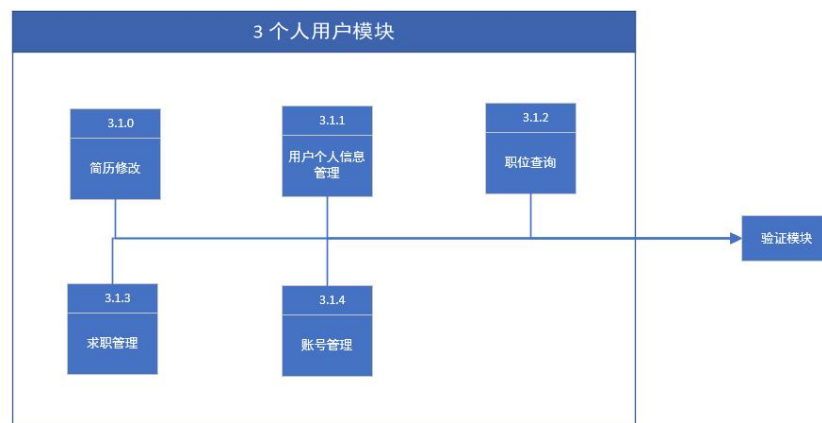 3 个人用户模块
3.1.0
简历修改
3.1.1
用户个人信息
管理
3.1.2
职位查询
验证模块
3.1.3
求职管理
3.1.4
账号管理